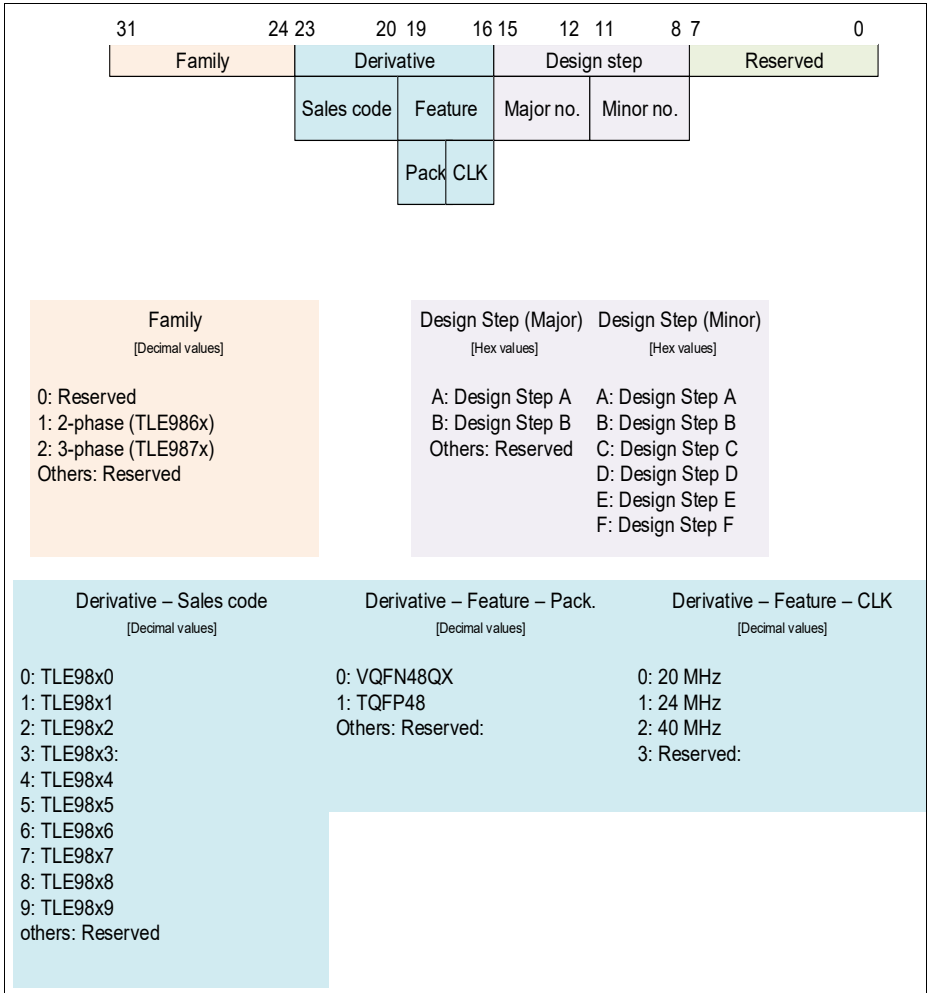 31 24 23 20 19 16 15 12 11 8 7 0
Family Derivative Design step Reserved
Sales code Feature Major no. Minor no.
Pack CLK
Family
[Decimal values]
0: Reserved
1: 2-phase (TLE986x)
2: 3-phase (TLE987x)
Others: Reserved
Design Step (Major)
[Hex values]
A: Design Step A
B: Design Step B
Others: Reserved
Design Step (Minor)
[Hex values]
A: Design Step A
B: Design Step B
C: Design Step C
D: Design Step D
E: Design Step E
F: Design Step F
Derivative – Sales code
[Decimal values]
0: TLE98x0
1: TLE98x1
2: TLE98x2
3: TLE98x3:
4: TLE98x4
5: TLE98x5
6: TLE98x6
7: TLE98x7
8: TLE98x8
9: TLE98x9
others: Reserved
Derivative – Feature – Pack.
[Decimal values]
0: VQFN48QX
1: TQFP48
Others: Reserved:
Derivative – Feature – CLK
[Decimal values]
0: 20 MHz
1: 24 MHz
2: 40 MHz
3: Reserved: